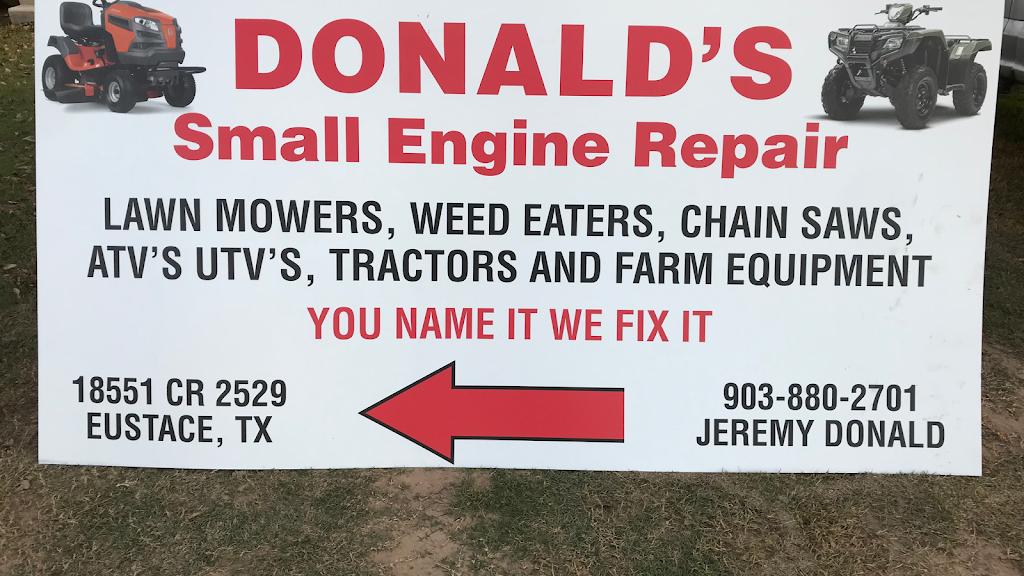 DONALD'S
Small Engine Repair
LAWN MOWERS, WEED EATERS, CHAIN SAWS,
ATV'S UTV'S, TRACTORS AND FARM EQUIPMENT
YOU NAME IT WE FIX IT
18551 CR 2529
EUSTACE, TX
903-880-2701
JEREMY DONALD